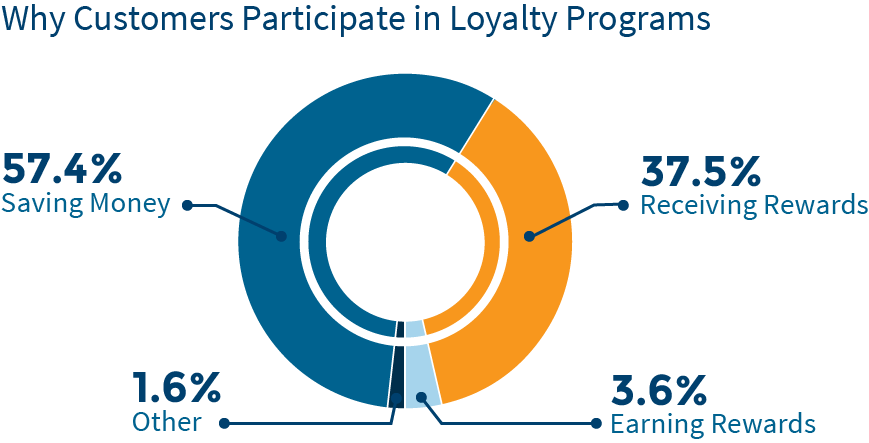 Why Customers Participate in Loyalty Programs
57.4%
Saving Money
37.5%
Receiving Rewards
1.6%
Other
3.6%
Earning Rewards